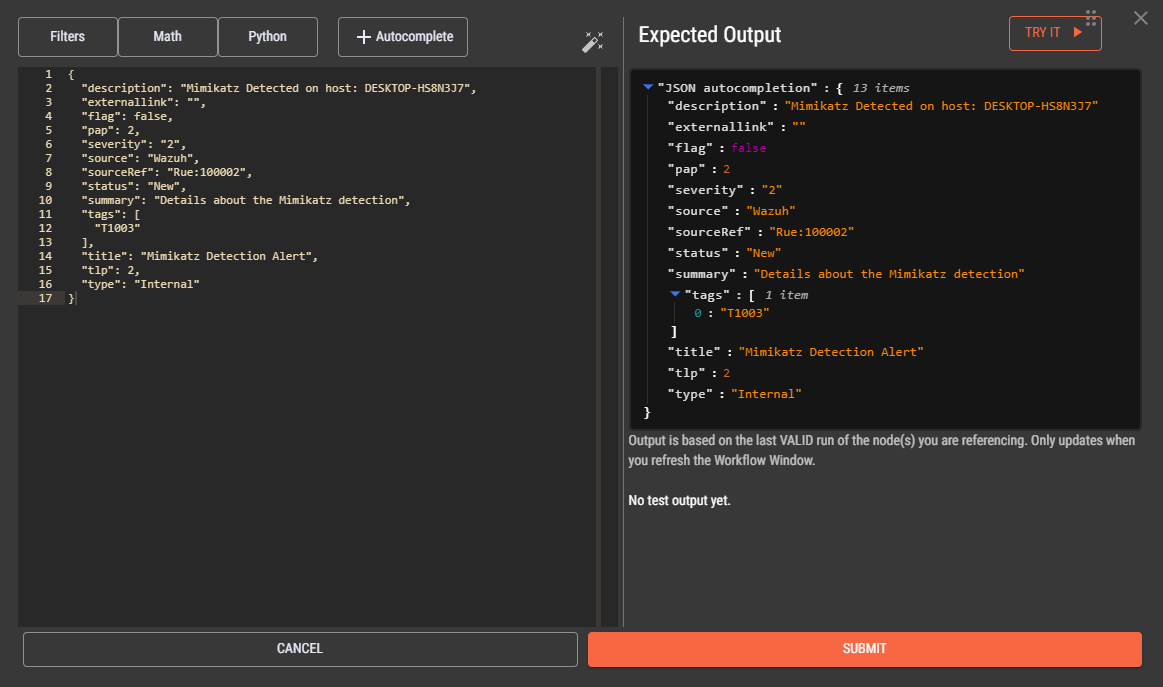 Filters
Math
Python
+ Autocomplete
1 {
2 "description": "Mimikatz Detected on host: DESKTOP-HS8N3J7",
3 "externallink": "",
4 "flag": false,
5 "pap": 2,
6 "severity": "2",
7 "source": "Wazuh",
8 "sourceRef": "Rue:100002",
9 "status": "New",
10 "summary": "Details about the Mimikatz detection",
11 "tags": [
12 "T1003"
13 ],
14 "title": "Mimikatz Detection Alert",
15 "tlp": 2,
16 "type": "Internal"
17 }
Expected Output
TRY IT
"JSON autocompletion" : { 13 items
"description" : "Mimikatz Detected on host: DESKTOP-HS8N3J7"
"externallink" : ""
"flag" : false
"pap" : 2
"severity" : "2"
"source" : "Wazuh"
"sourceRef" : "Rue:100002"
"status" : "New"
"summary" : "Details about the Mimikatz detection"
"tags" : [ 1 item
0 : "T1003"
]
"title" : "Mimikatz Detection Alert"
"tlp" : 2
"type" : "Internal"
}
Output is based on the last VALID run of the node(s) you are referencing. Only updates when
you refresh the Workflow Window.
No test output yet.
CANCEL
SUBMIT